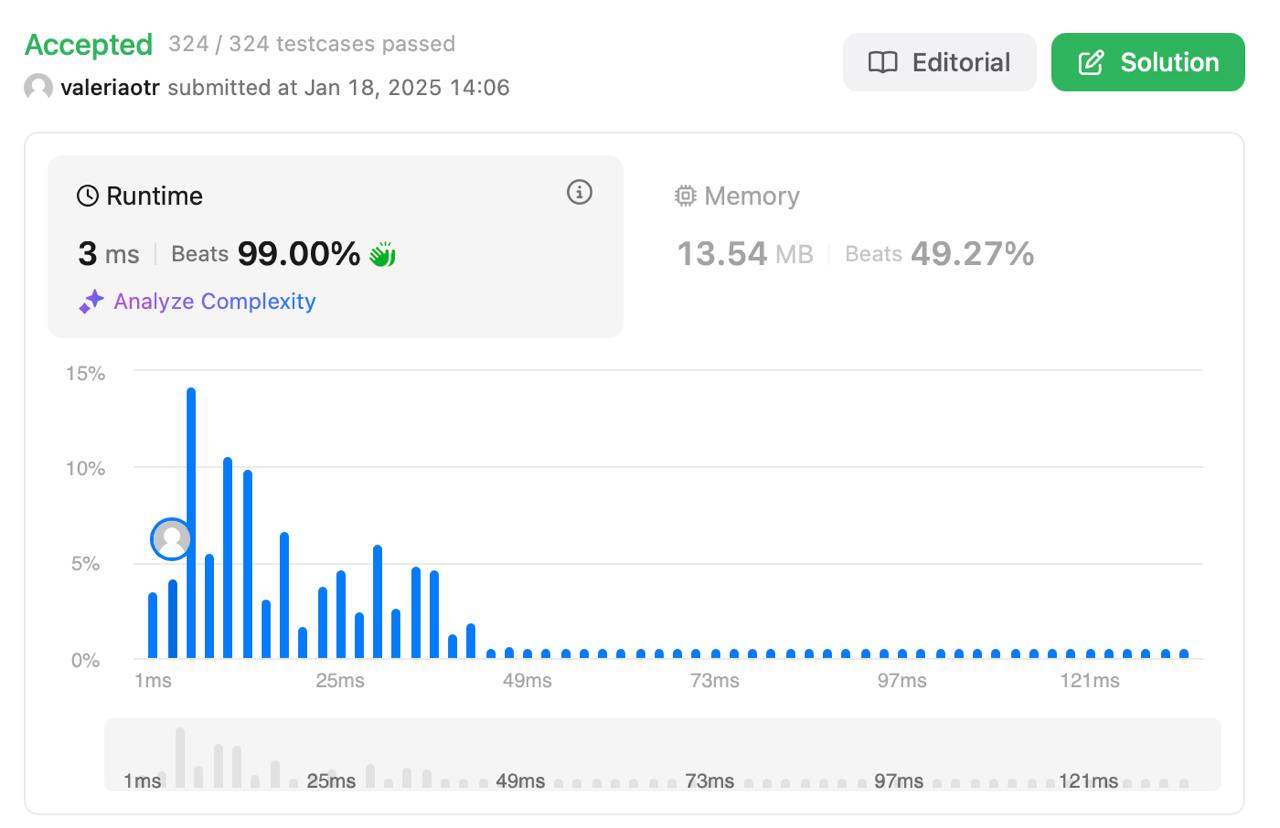 Accepted 324 / 324 testcases passed
valeriaotr submitted at Jan 18, 2025 14:06
Editorial
Solution
Runtime
3 ms Beats 99.00%
Analyze Complexity
Memory
13.54 MB Beats 49.27%
15%
10%
5%
0%
1ms 25ms 49ms 73ms 97ms 121ms
1ms 25ms 49ms 73ms 97ms 121ms